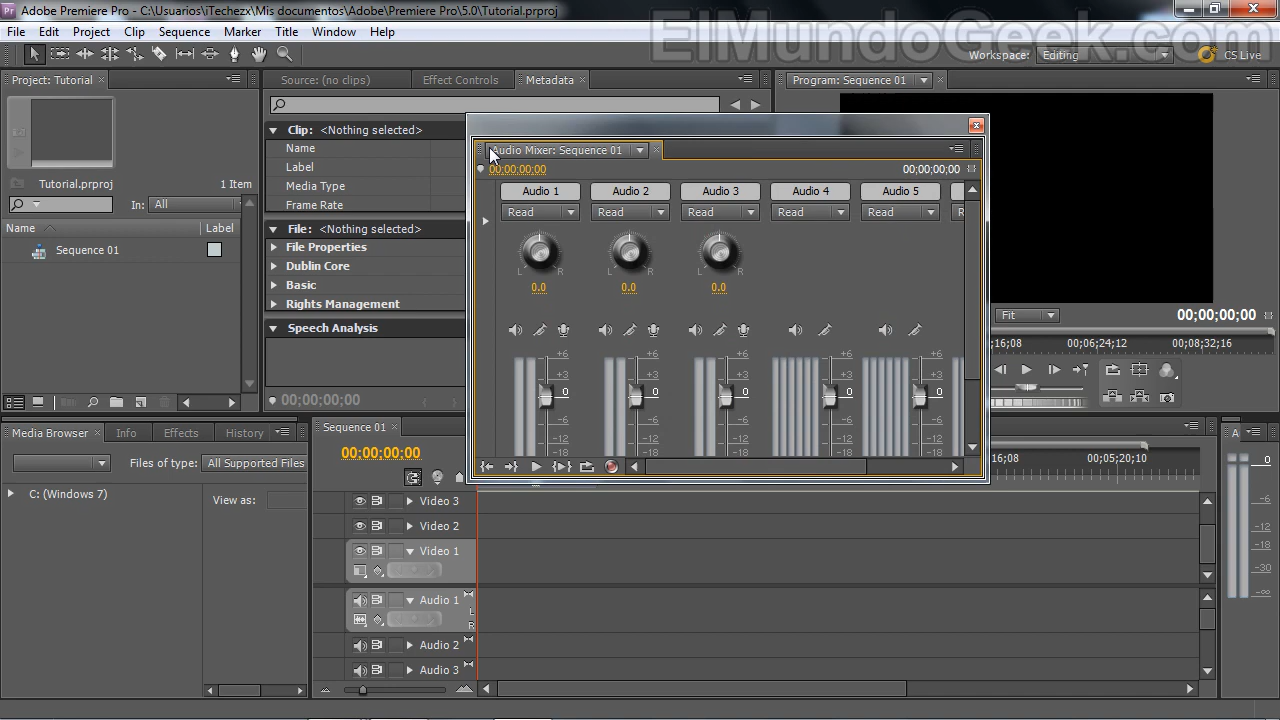 Adobe Premiere Pro - C:\Usuarios\iTechezx\Mis documentos\Adobe\Premiere Pro\5.0\Tutorial.prproj
ElMundoGeek.com
File Edit Project Clip Sequence Marker Title Window Help
Workspace: Editing CS Live
Project: Tutorial
Source: (no clips) Effect Controls Metadata
Program: Sequence 01
Clip: <Nothing selected>
Name
Label
Media Type
Frame Rate
Tutorial.prproj 1 Item
In: All
Name Label
Sequence 01
File: <Nothing selected>
File Properties
Dublin Core
Basic
Rights Management
Speech Analysis
00;00;00;00
Audio Mixer: Sequence 01
00;00;00;00 00;00;00;00
Audio 1 Audio 2 Audio 3 Audio 4 Audio 5
Read Read Read Read Read R
L R L R L R
0.0 0.0 0.0
+6 +6 +6 +6 +6
+3 +3 +3 +3 +3
0 0 0 0 0
-6 -6 -6 -6 -6
-12 -12 -12 -12 -12
-18 -18 -18 -18 -18
Fit 00;00;00;00
;16;08 00;06;24;12 00;08;32;16
Media Browser Info Effects History
Files of type: All Supported Files
C: (Windows 7) View as:
Sequence 01
00;00;00;00
;16;08 00;05;20;10
Video 3
Video 2
Video 1
Audio 1
L
R
Audio 2
Audio 3
A
0
-6
-12
-18
-30
-∞